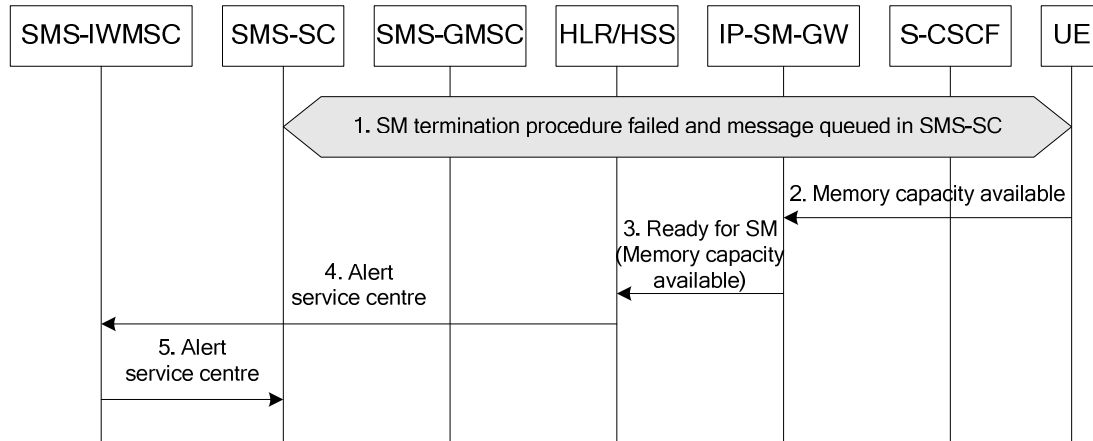 SMS-IWMSC SMS-SC SMS-GMSC HLR/HSS IP-SM-GW S-CSCF UE
1. SM termination procedure failed and message queued in SMS-SC
2. Memory capacity available
3. Ready for SM
(Memory capacity
available)
4. Alert
service centre
5. Alert
service centre